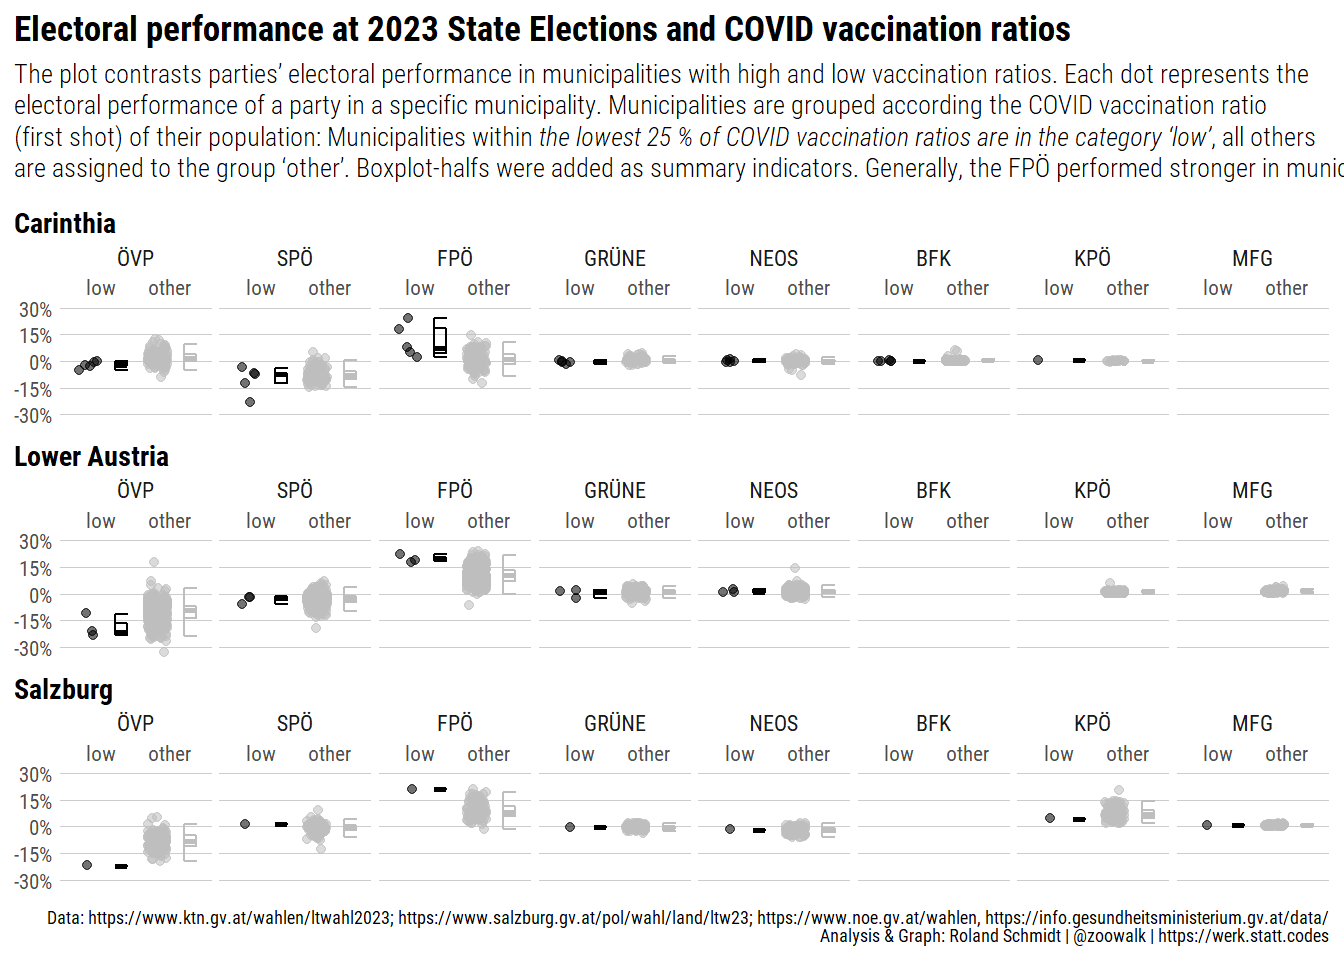 Electoral performance at 2023 State Elections and COVID vaccination ratios
The plot contrasts parties’ electoral performance in municipalities with high and low vaccination ratios. Each dot represents the
electoral performance of a party in a specific municipality. Municipalities are grouped according the COVID vaccination ratio
(first shot) of their population: Municipalities within the lowest 25 % of COVID vaccination ratios are in the category ‘low’, all others
are assigned to the group ‘other’. Boxplot-halfs were added as summary indicators. Generally, the FPÖ performed stronger in munic
Carinthia
ÖVP SPÖ FPÖ GRÜNE NEOS BFK KPÖ MFG
low other low other low other low other low other low other low other low other
30%
15%
0%
-15%
-30%
Lower Austria
ÖVP SPÖ FPÖ GRÜNE NEOS BFK KPÖ MFG
low other low other low other low other low other low other low other low other
30%
15%
0%
-15%
-30%
Salzburg
ÖVP SPÖ FPÖ GRÜNE NEOS BFK KPÖ MFG
low other low other low other low other low other low other low other low other
30%
15%
0%
-15%
-30%
Data: https://www.ktn.gv.at/wahlen/ltwahl2023; https://www.salzburg.gv.at/pol/wahl/land/ltw23; https://www.noe.gv.at/wahlen, https://info.gesundheitsministerium.gv.at/data/
Analysis & Graph: Roland Schmidt | @zoowalk | https://werk.statt.codes